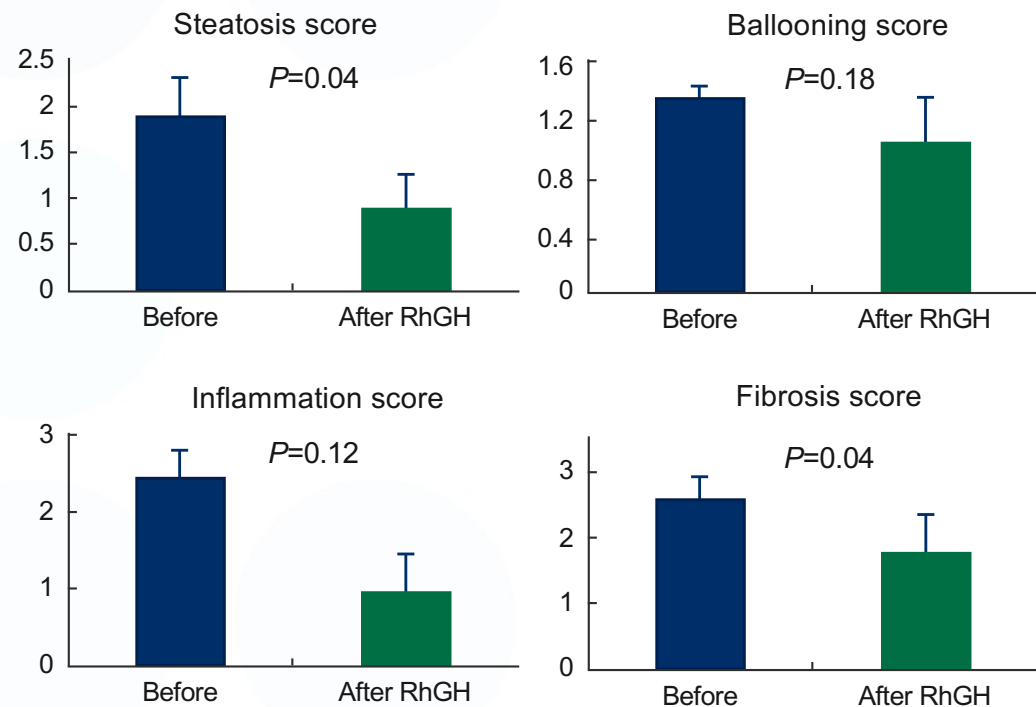 Steatosis score
P=0.04
2.5
2
1.5
1
0.5
0
Before
After RhGH
Ballooning score
P=0.18
1.6
1.2
0.8
0.4
0
Before
After RhGH
Inflammation score
P=0.12
3
2
1
0
Before
After RhGH
Fibrosis score
P=0.04
3
2
1
0
Before
After RhGH